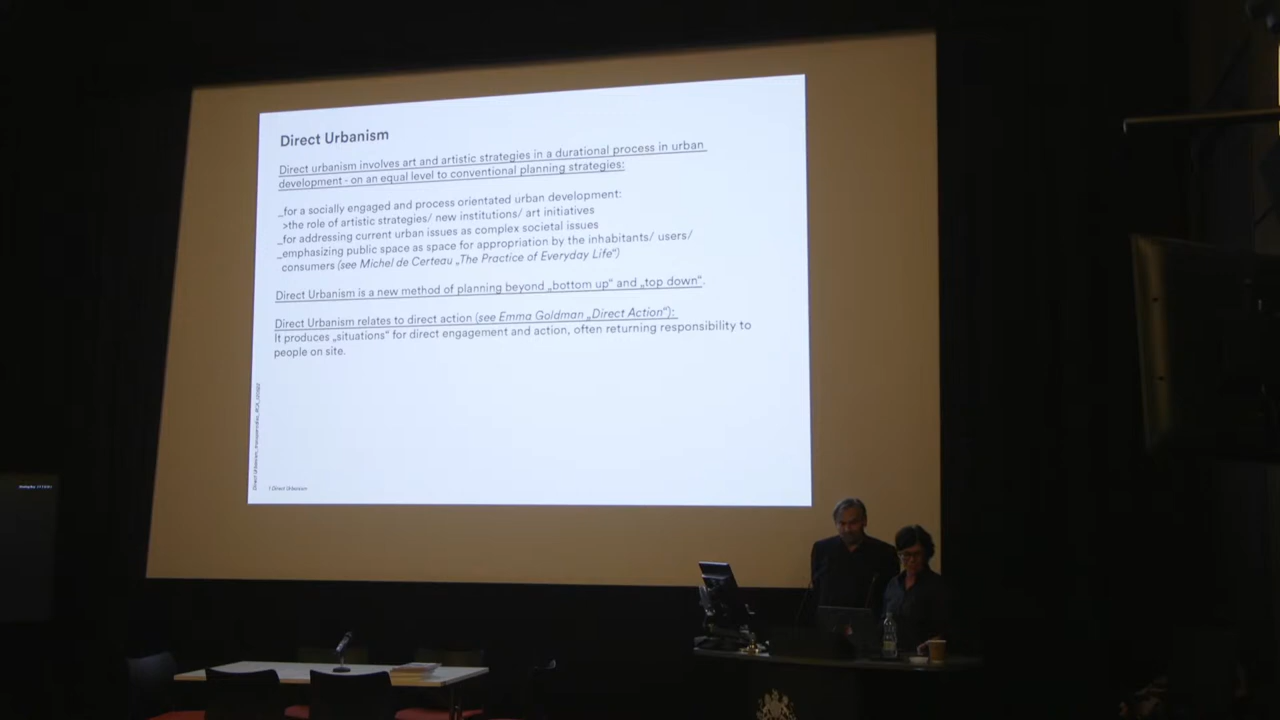 Direct Urbanism
Direct urbanism involves art and artistic strategies in a durational process in urban
development - on an equal level to conventional planning strategies:
_for a socially engaged and process orientated urban development:
>the role of artistic strategies/ new institutions/ art initiatives
_for addressing current urban issues as complex societal issues
_emphasizing public space as space for appropriation by the inhabitants/ users/
consumers (see Michel de Certeau „The Practice of Everyday Life“)
Direct Urbanism is a new method of planning beyond „bottom up“ and „top down“.
Direct Urbanism relates to direct action (see Emma Goldman „Direct Action“):
It produces „situations“ for direct engagement and action, often returning responsibility to
people on site.
1 Direct Urbanism